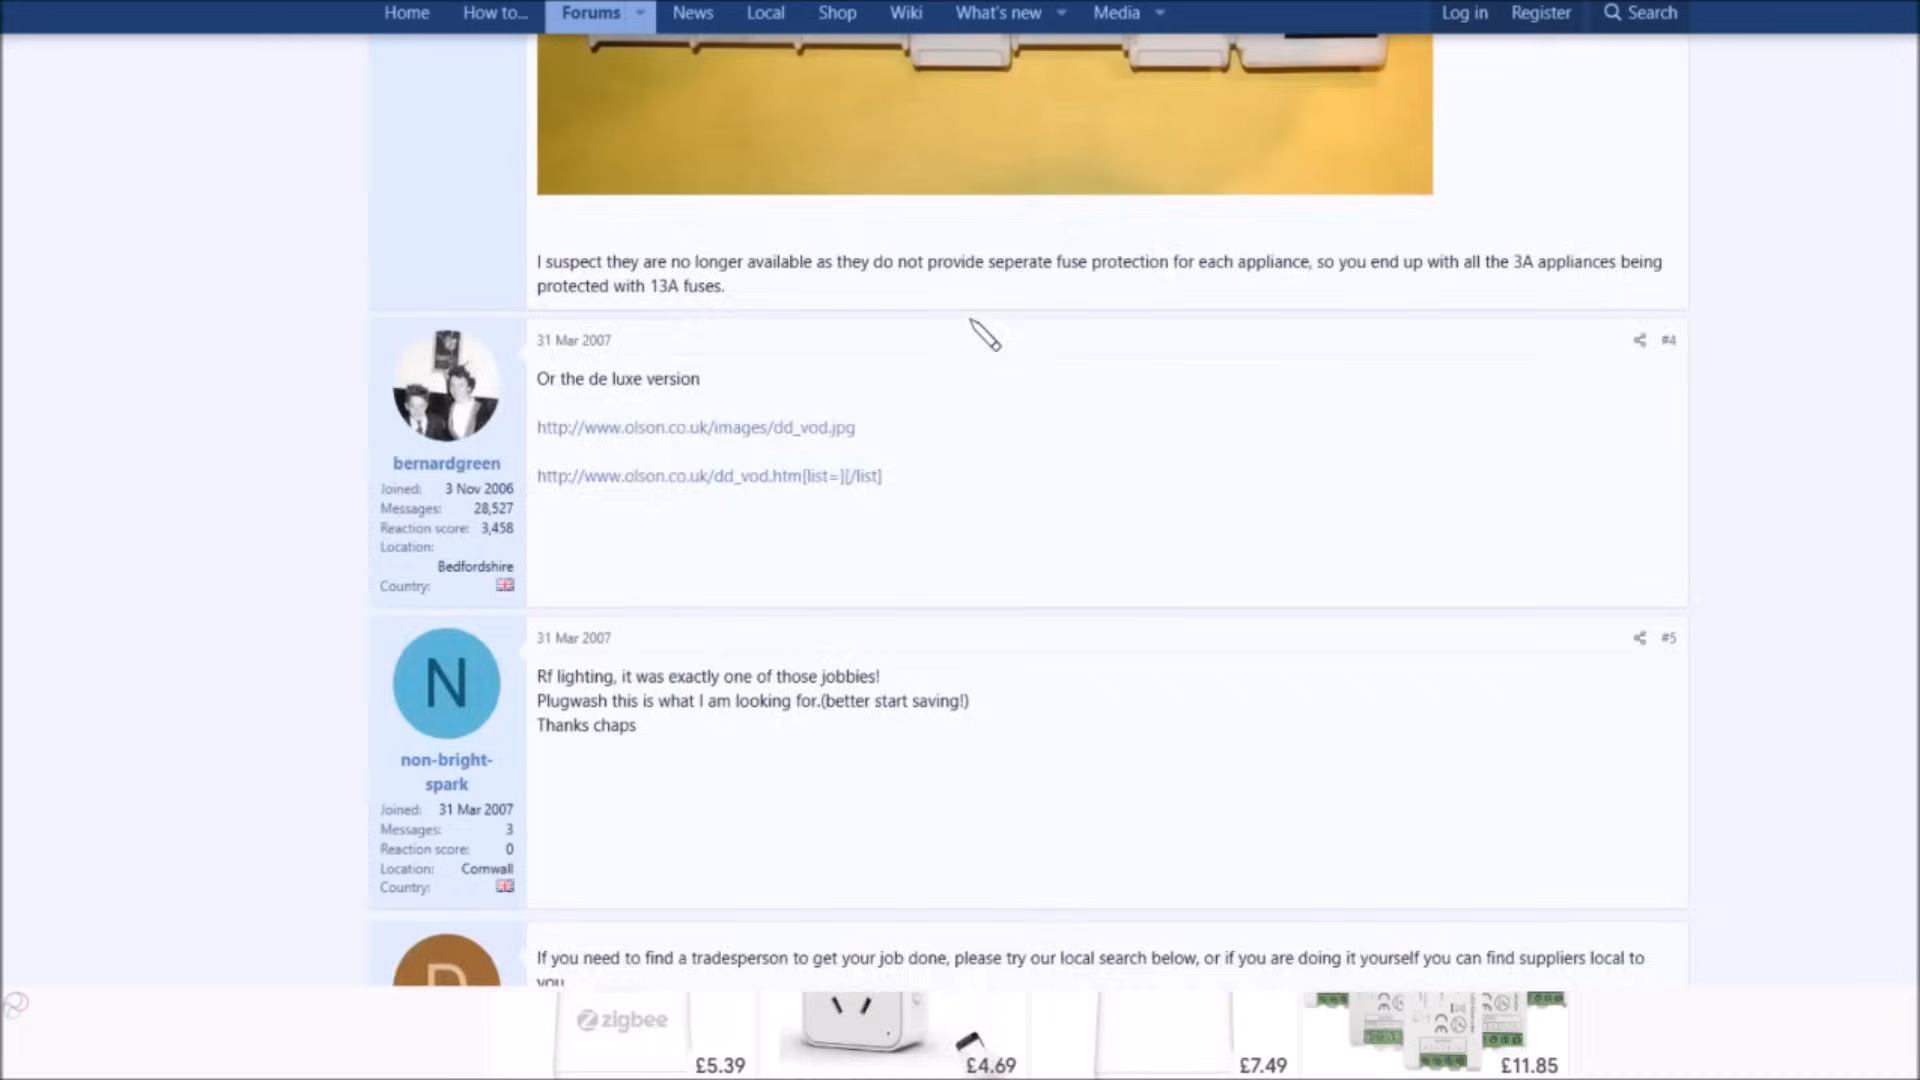 Home How to... Forums News Local Shop Wiki What's new Media Log in Register Search
I suspect they are no longer available as they do not provide seperate fuse protection for each appliance, so you end up with all the 3A appliances being
protected with 13A fuses.
31 Mar 2007 #4
Or the de luxe version
http://www.olson.co.uk/images/dd_vod.jpg
http://www.olson.co.uk/dd_vod.htm[list=][/list]
bernardgreen
Joined: 3 Nov 2006
Messages: 28,527
Reaction score: 3,458
Location:
Bedfordshire
Country:
31 Mar 2007 #5
N
Rf lighting, it was exactly one of those jobbies!
Plugwash this is what I am looking for.(better start saving!)
Thanks chaps
non-bright-
spark
Joined: 31 Mar 2007
Messages: 3
Reaction score: 0
Location: Cornwall
Country:
If you need to find a tradesperson to get your job done, please try our local search below, or if you are doing it yourself you can find suppliers local to
you
zigbee
£5.39 £4.69 £7.49 £11.85